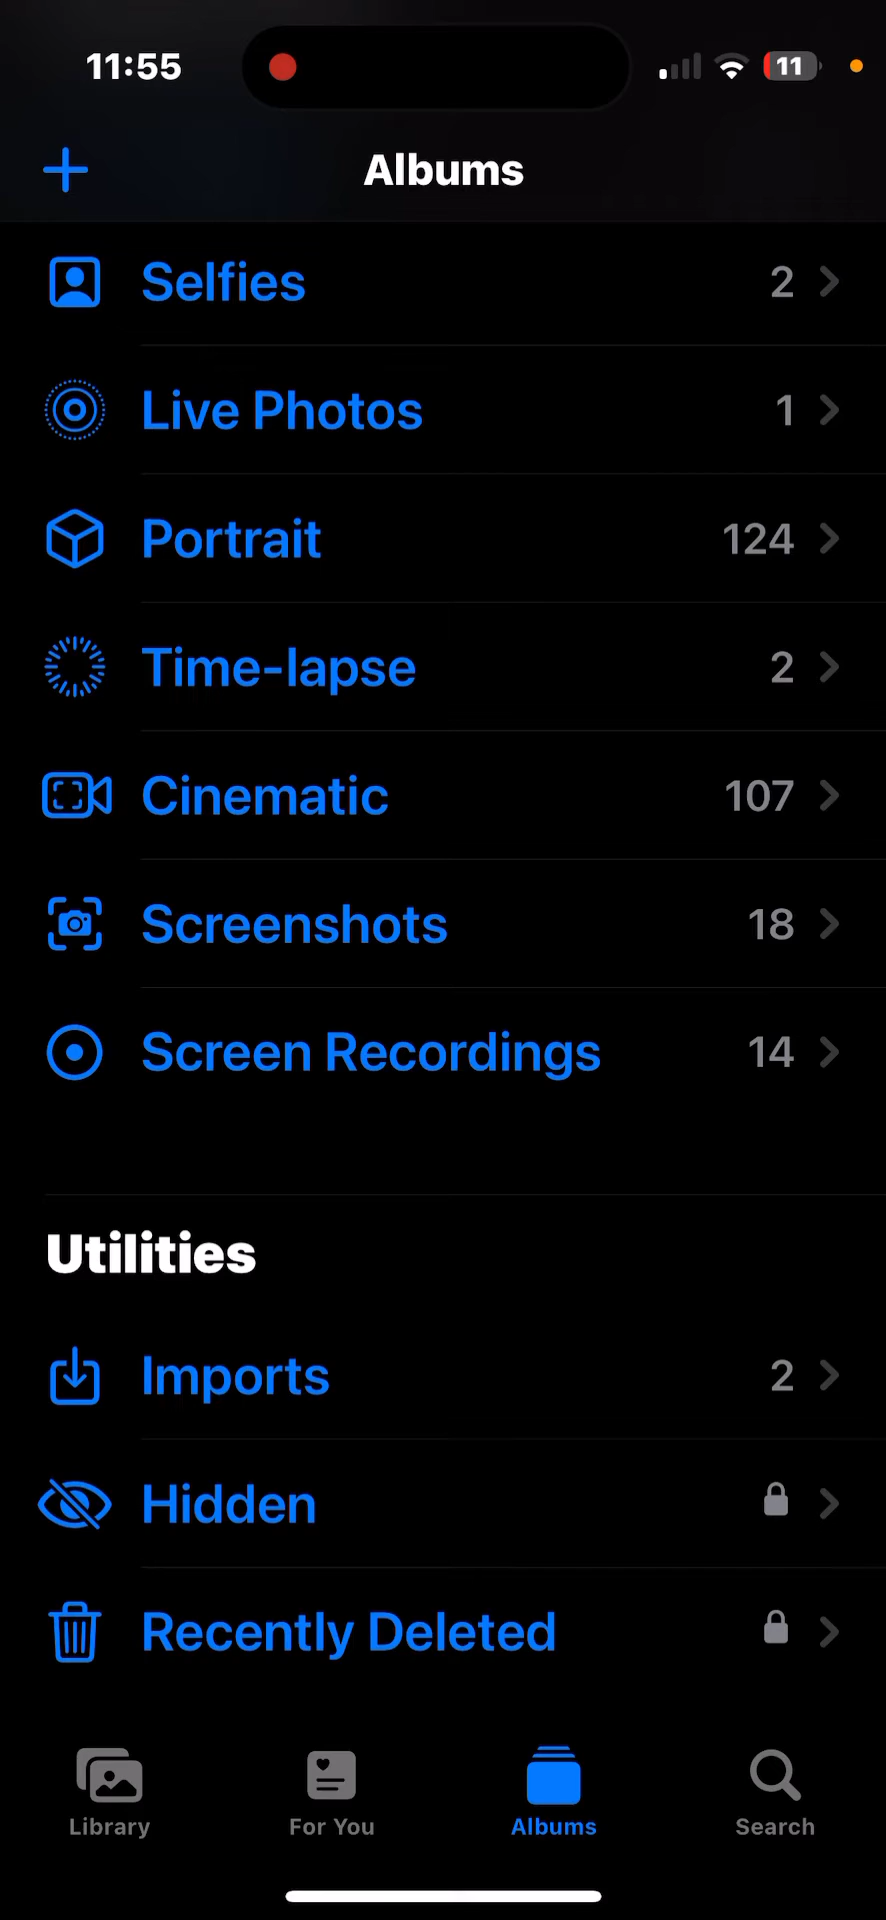 11:55
11
Albums
Selfies 2
Live Photos 1
Portrait 124
Time-lapse 2
Cinematic 107
Screenshots 18
Screen Recordings 14
Utilities
Imports 2
Hidden
Recently Deleted
Library For You Albums Search